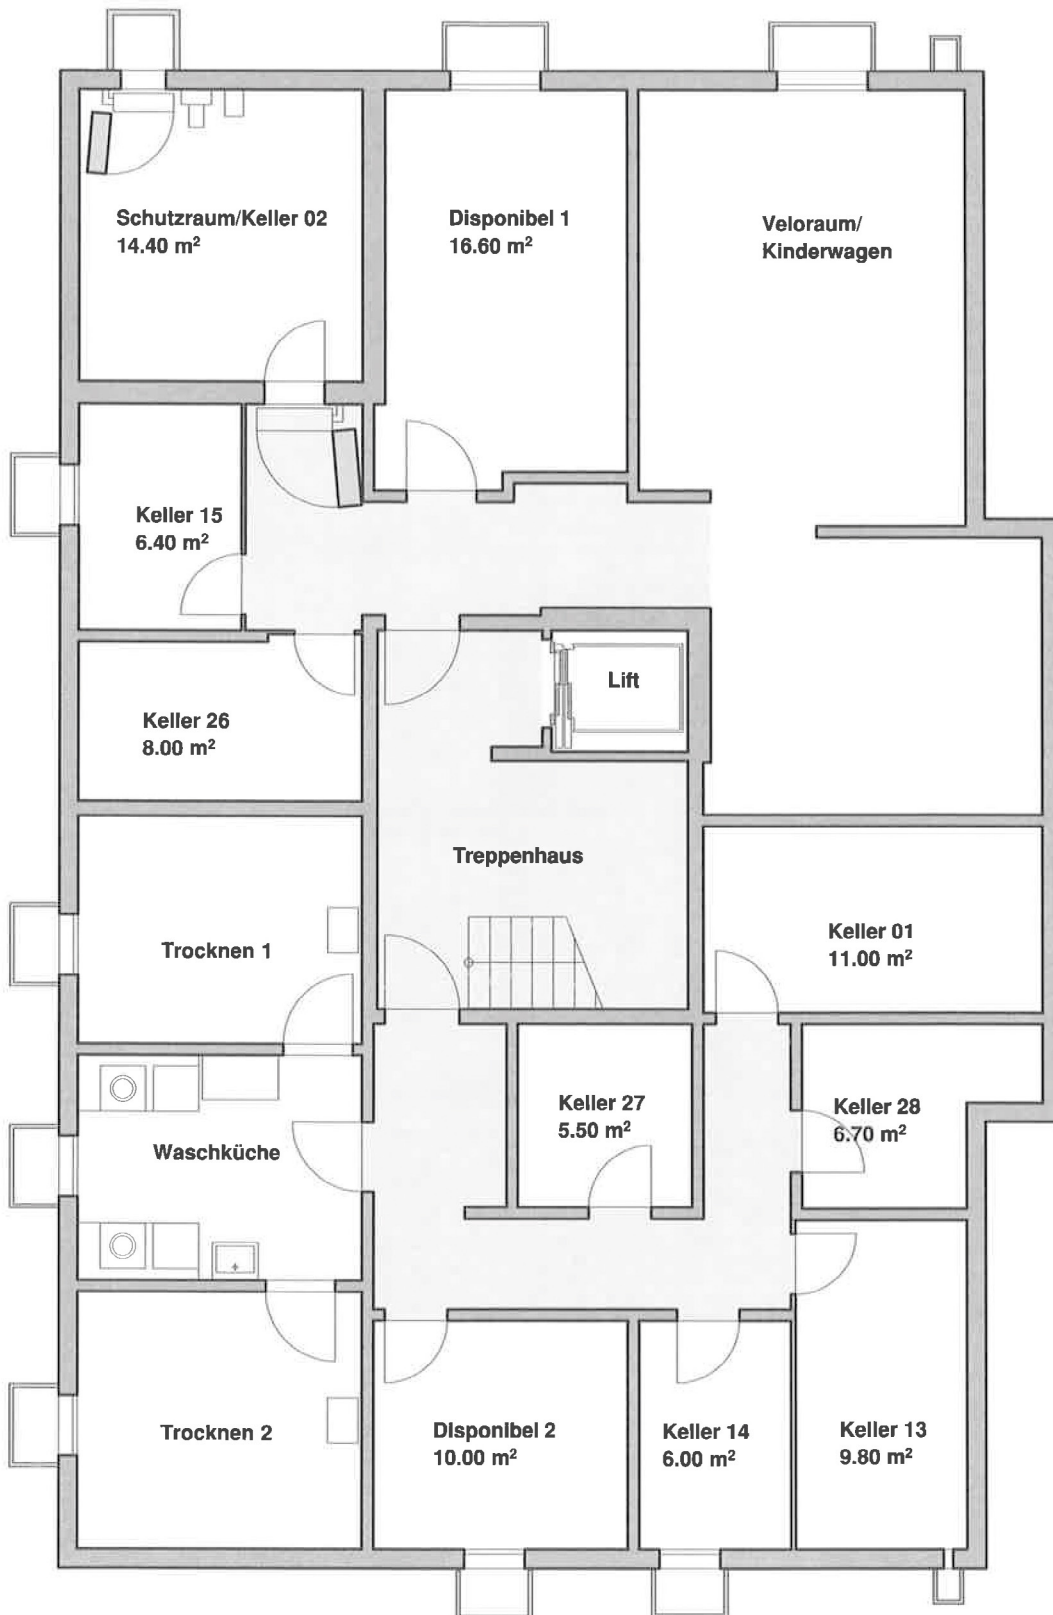 Schutzraum/Keller 02
14.40 m²
Disponibel 1
16.60 m²
Veloraum/
Kinderwagen
Keller 15
6.40 m²
Keller 26
8.00 m²
Lift
Treppenhaus
Trocknen 1
Keller 01
11.00 m²
Keller 27
5.50 m²
Keller 28
6.70 m²
Waschküche
Trocknen 2
Disponibel 2
10.00 m²
Keller 14
6.00 m²
Keller 13
9.80 m²